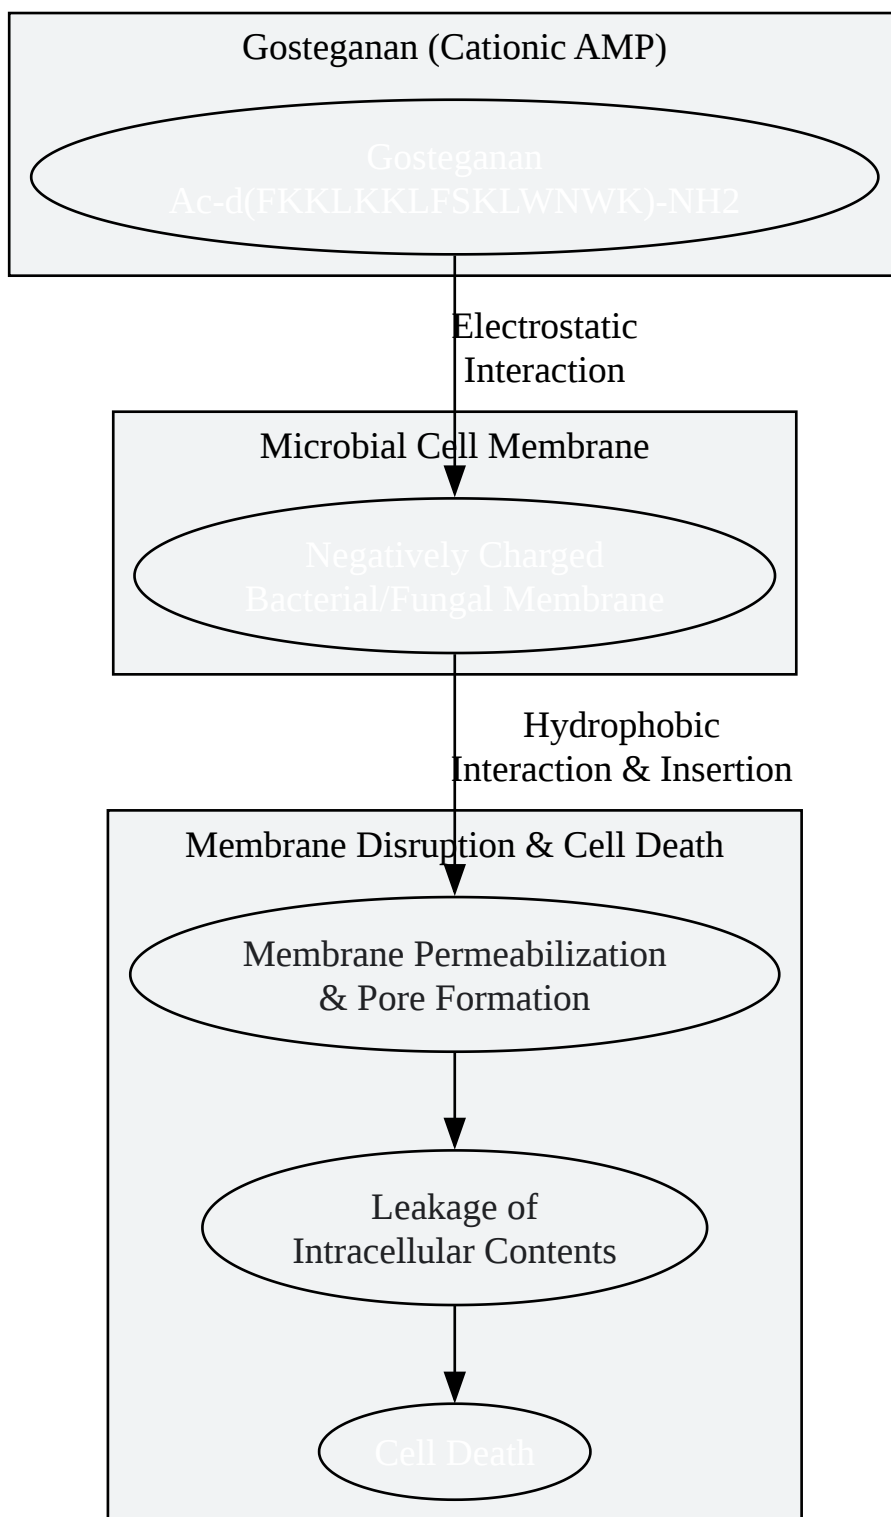 Gosteganan (Cationic AMP)
Gosteganan
Ac-d(FKKLKKLFSKLWNWK)-NH2
Electrostatic
Interaction
Microbial Cell Membrane
Negatively Charged
Bacterial/Fungal Membrane
Hydrophobic
Interaction & Insertion
Membrane Disruption & Cell Death
Membrane Permeabilization
& Pore Formation
Leakage of
Intracellular Contents
Cell Death